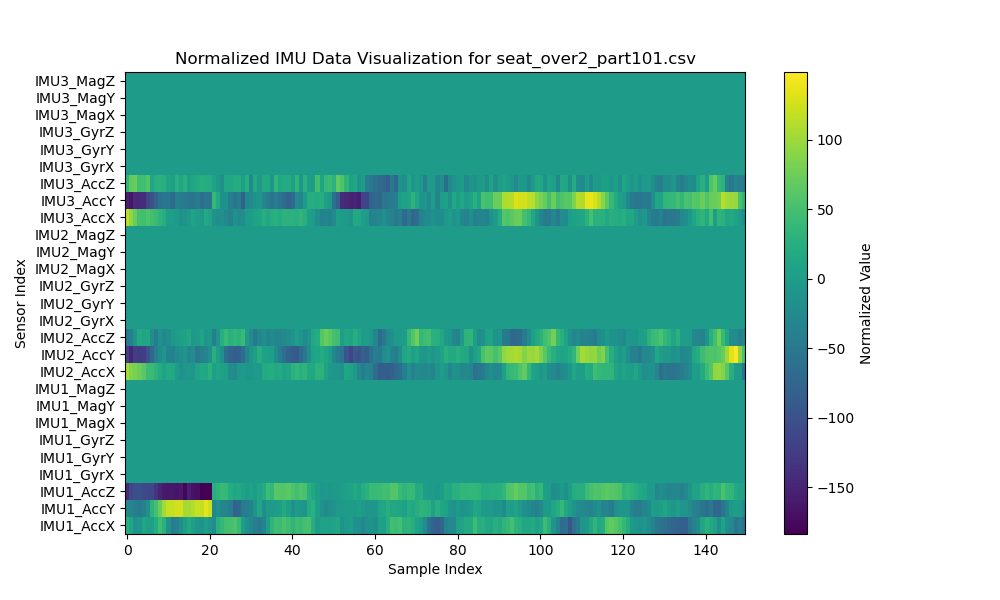 Normalized IMU Data Visualization for seat_over2_part101.csv
IMU3_MagZ
IMU3_MagY
IMU3_MagX
IMU3_GyrZ
IMU3_GyrY
IMU3_GyrX
IMU3_AccZ
IMU3_AccY
IMU3_AccX
IMU2_MagZ
IMU2_MagY
IMU2_MagX
IMU2_GyrZ
IMU2_GyrY
IMU2_GyrX
IMU2_AccZ
IMU2_AccY
IMU2_AccX
IMU1_MagZ
IMU1_MagY
IMU1_MagX
IMU1_GyrZ
IMU1_GyrY
IMU1_GyrX
IMU1_AccZ
IMU1_AccY
IMU1_AccX
Sensor Index
0 20 40 60 80 100 120 140
Sample Index
100
50
0
−50
−100
−150
Normalized Value